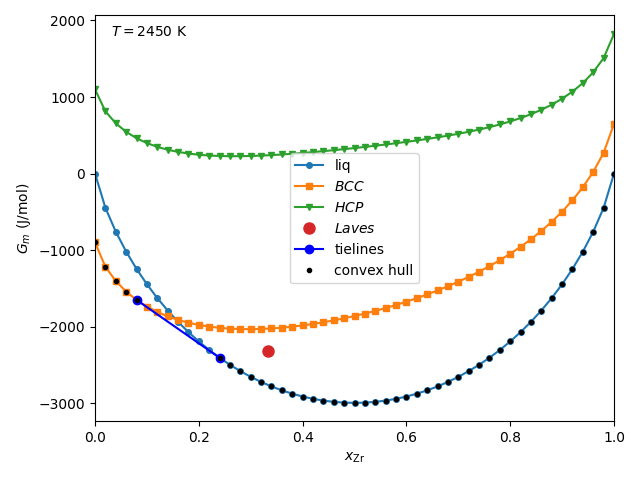 T = 2450 K
2000
1000
0
−1000
−2000
−3000
G_m (J/mol)
liq
BCC
HCP
Laves
tielines
convex hull
0.0 0.2 0.4 0.6 0.8 1.0
x_Zr